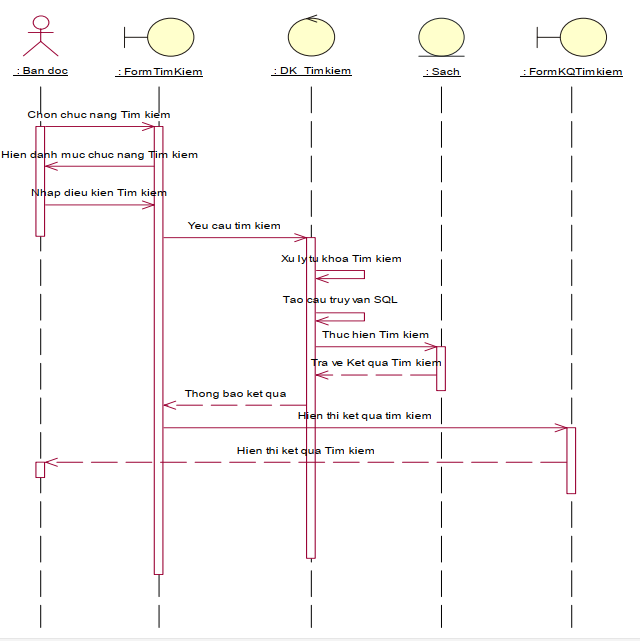 : Ban doc
: FormTimKiem
: DK_Timkiem
: Sach
: FormKQTimkiem
Chon chuc nang Tim kiem
Hien danh muc chuc nang Tim kiem
Nhap dieu kien Tim kiem
Yeu cau tim kiem
Xu ly tu khoa Tim kiem
Tao cau truy van SQL
Thuc hien Tim kiem
Tra ve Ket qua Tim kiem
Thong bao ket qua
Hien thi ket qua tim kiem
Hien thi ket qua Tim kiem